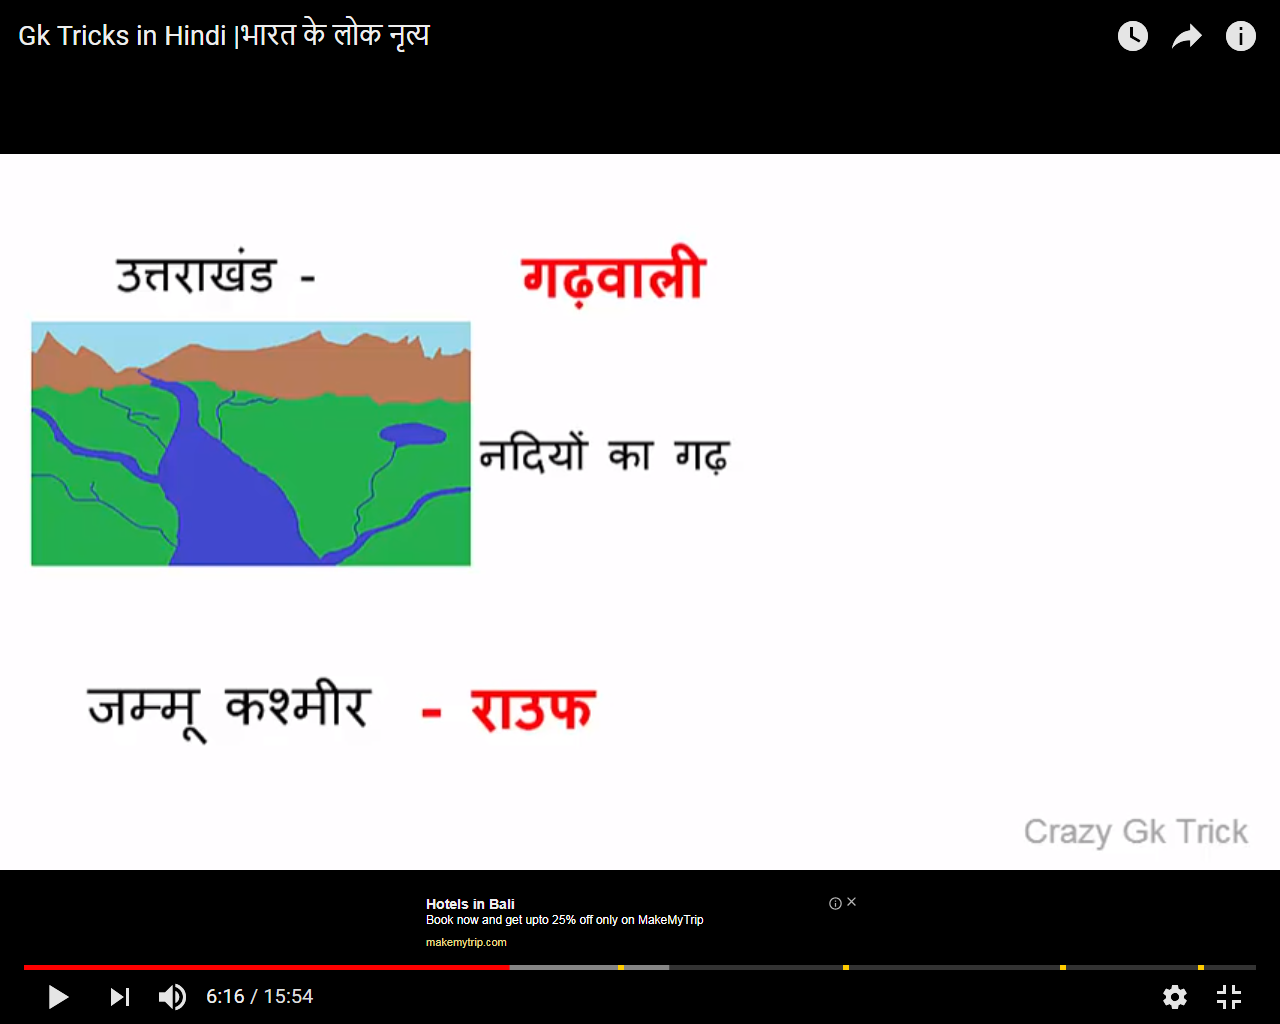 Gk Tricks in Hindi |भारत के लोक नृत्य
उत्तराखंड - गढ़वाली
नदियों का गढ़
जम्मू कश्मीर - राउफ
Crazy Gk Trick
Hotels in Bali
Book now and get upto 25% off only on MakeMyTrip
makemytrip.com
6:16 / 15:54